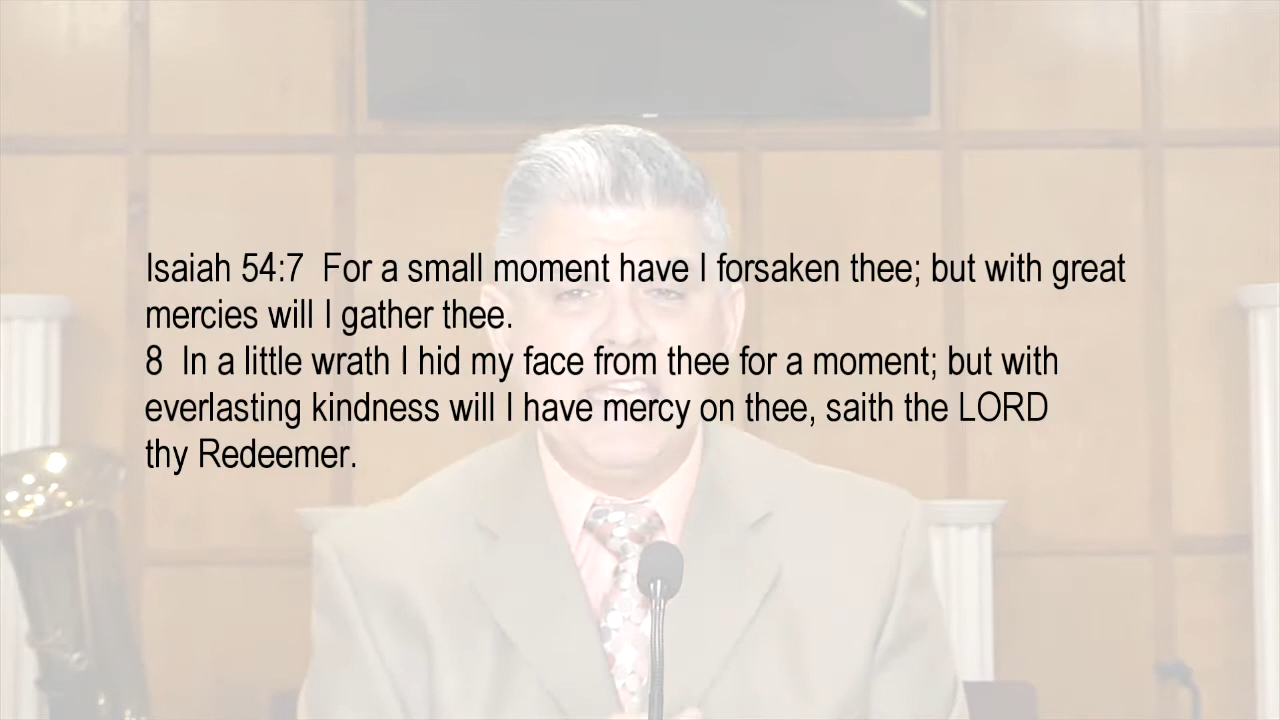 Isaiah 54:7  For a small moment have I forsaken thee; but with great
mercies will I gather thee.
8  In a little wrath I hid my face from thee for a moment; but with
everlasting kindness will I have mercy on thee, saith the LORD
thy Redeemer.